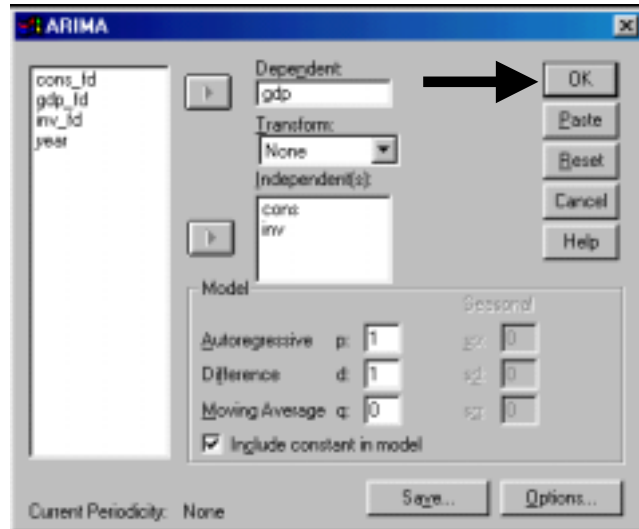 ARIMA
cons_fd
gdp_fd
inv_fd
year
Dependent:
gdp
Transform:
None
Independent(s):
cons
inv
OK
Paste
Reset
Cancel
Help
Model
Seasonal
Autoregressive p: 1 sp: 0
Difference d: 1 sd: 0
Moving Average q: 0 sq: 0
Include constant in model
Current Periodicity: None
Save...
Options...